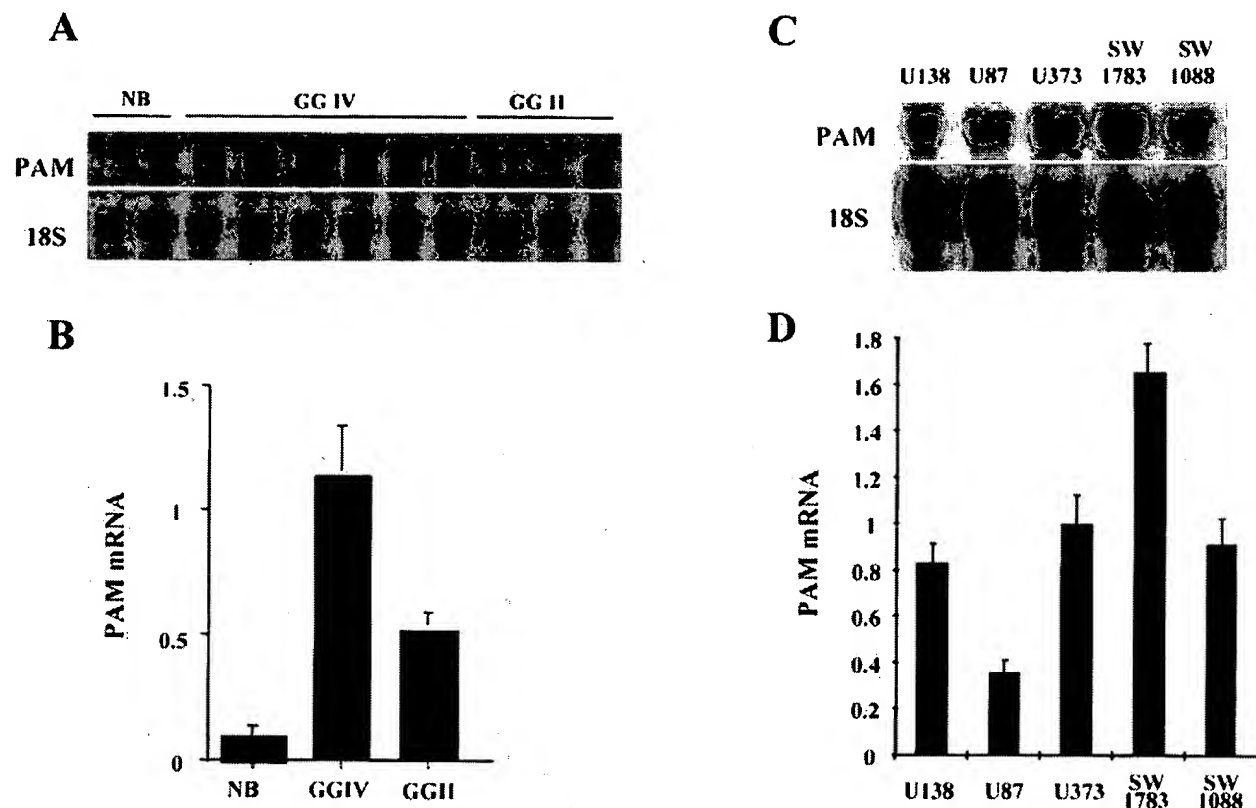 A
NB GG IV GG II
PAM
18S
B
1.5
1
0.5
0
PAM mRNA
NB GGIV GGII
C
U138 U87 U373 SW 1783 SW 1088
PAM
18S
D
1.8
1.6
1.4
1.2
1
0.8
0.6
0.4
0.2
0
PAM mRNA
U138 U87 U373 SW 1783 SW 1088